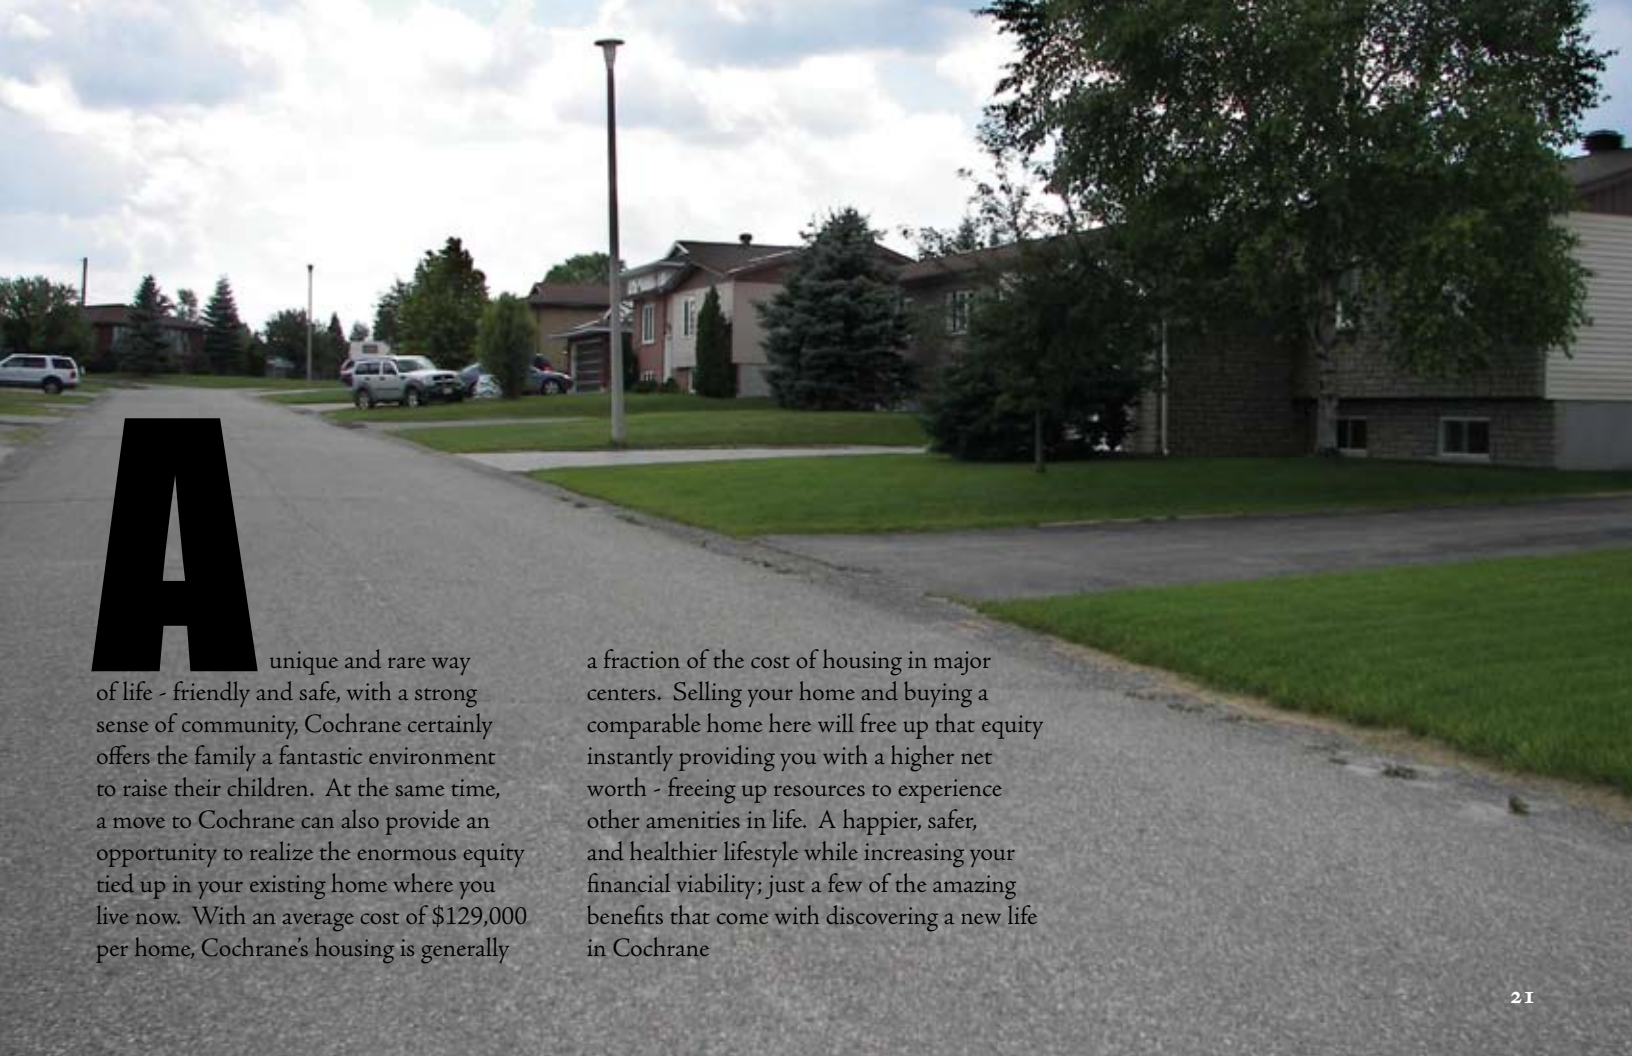 A unique and rare way
of life - friendly and safe, with a strong
sense of community, Cochrane certainly
offers the family a fantastic environment
to raise their children.  At the same time,
a move to Cochrane can also provide an
opportunity to realize the enormous equity
tied up in your existing home where you
live now.  With an average cost of $129,000
per home, Cochrane's housing is generally
a fraction of the cost of housing in major
centers.  Selling your home and buying a
comparable home here will free up that equity
instantly providing you with a higher net
worth - freeing up resources to experience
other amenities in life.  A happier, safer,
and healthier lifestyle while increasing your
financial viability; just a few of the amazing
benefits that come with discovering a new life
in Cochrane
21